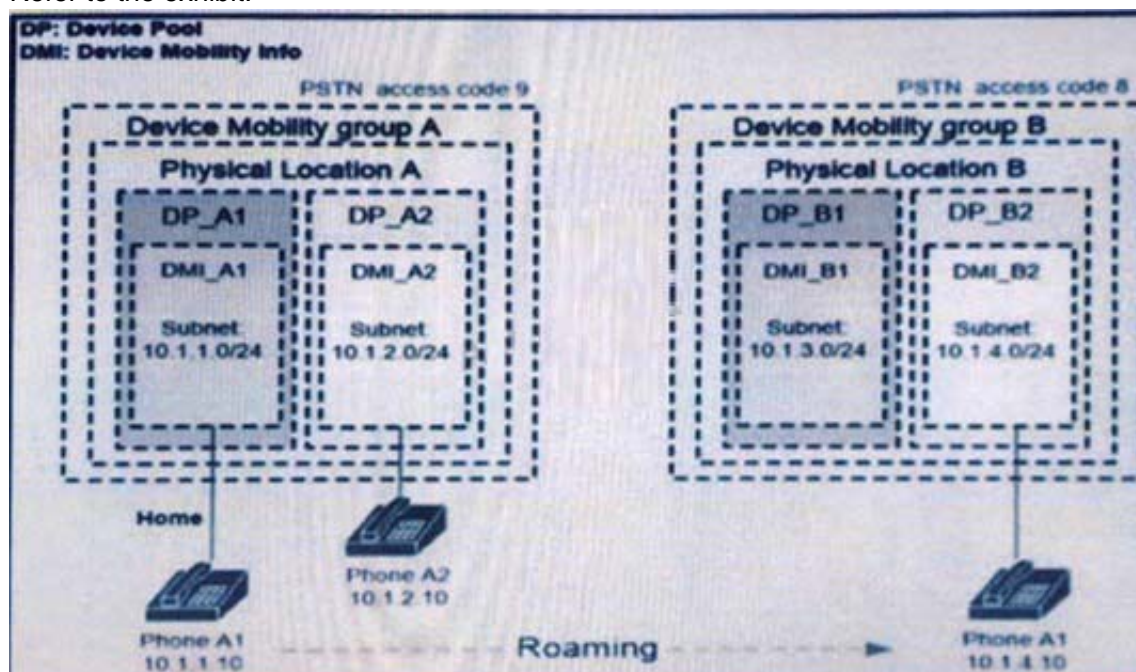 DP: Device Pool
DMI: Device Mobility Info
PSTN access code 9
Device Mobility group A
Physical Location A
DP_A1
DMI_A1
Subnet:
10.1.1.0/24
DP_A2
DMI_A2
Subnet:
10.1.2.0/24
Home
Phone A1
10.1.1.10
Phone A2
10.1.2.10
PSTN access code 8
Device Mobility group B
Physical Location B
DP_B1
DMI_B1
Subnet:
10.1.3.0/24
DP_B2
DMI_B2
Subnet:
10.1.4.0/24
Roaming
Phone A1
10.1.4.10